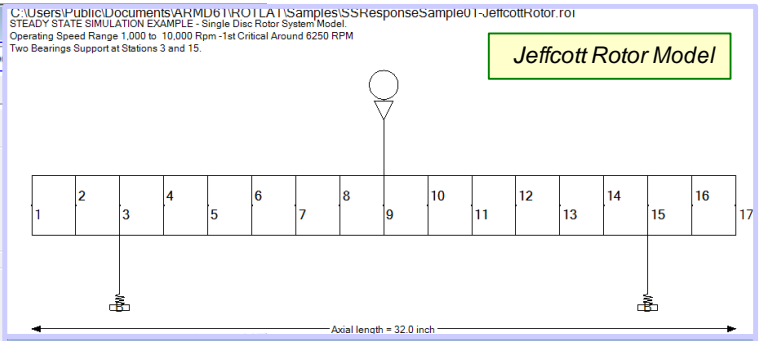 C:\Users\Public\Documents\ARMD61\ROTLAT\Samples\SSResponseSample01-JeffcottRotor.rol
STEADY STATE SIMULATION EXAMPLE - Single Disc Rotor System Model.
Operating Speed Range 1,000 to 10,000 Rpm -1st Critical Around 6250 RPM
Two Bearings Support at Stations 3 and 15.
Jeffcott Rotor Model
1 2 3 4 5 6 7 8 9 10 11 12 13 14 15 16 17
Axial length = 32.0 inch